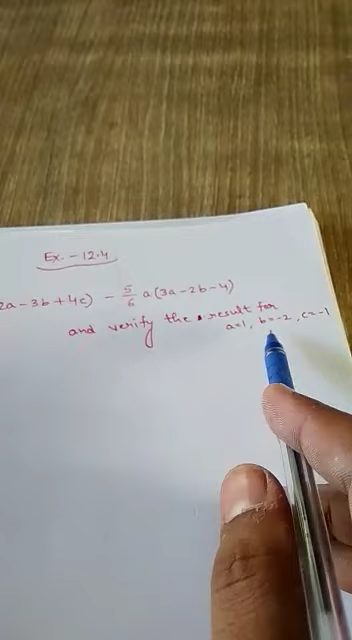 Ex. - 12.4
2a - 3b + 4c) - 5/6 a (3a - 2b - 4)
and verify the result for
a=1, b=-2, c=-1